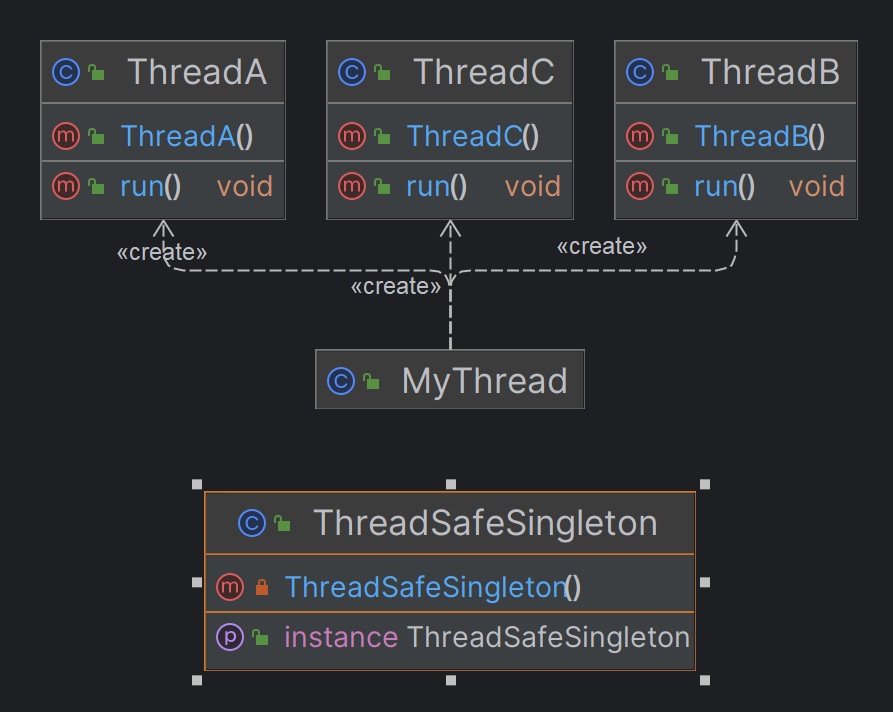 ThreadA
ThreadA()
run() void
ThreadC
ThreadC()
run() void
ThreadB
ThreadB()
run() void
«create»
«create»
«create»
MyThread
ThreadSafeSingleton
ThreadSafeSingleton()
instance ThreadSafeSingleton